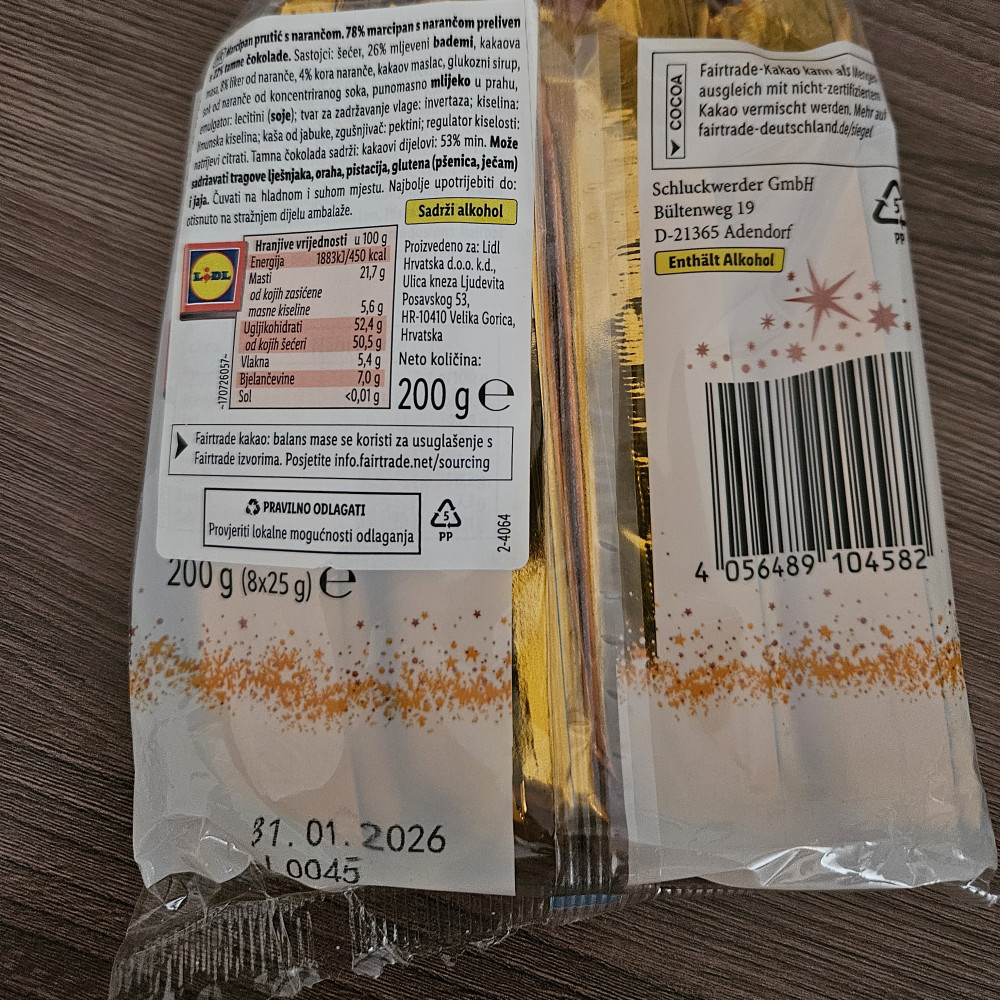 Marcipan prutić s narančom. 78% marcipan s narančom preliven
22% tamne čokolade. Sastojci: šećer, 26% mljeveni bademi, kakaova
masa, 8% liker od naranče, 4% kora naranče, kakaov maslac, glukozni sirup,
sok od naranče od koncentriranog soka, punomasno mlijeko u prahu,
emulgator: lecitini (soje); tvar za zadržavanje vlage: invertaza; kiselina:
limunska kiselina; kaša od jabuke, zgušnjivač: pektini; regulator kiselosti:
natrijevi citrati. Tamna čokolada sadrži: kakaovi dijelovi: 53% min. Može
sadržavati tragove lješnjaka, oraha, pistacija, glutena (pšenica, ječam)
i jaja. Čuvati na hladnom i suhom mjestu. Najbolje upotrijebiti do:
otisnuto na stražnjem dijelu ambalaže.
Sadrži alkohol
LIDL
Hranjive vrijednosti u 100 g
Energija 1883kJ/450 kcal
Masti 21,7 g
od kojih zasićene
masne kiseline 5,6 g
Ugljikohidrati 52,4 g
od kojih šećeri 50,5 g
Vlakna 5,4 g
Bjelančevine 7,0 g
Sol <0,01 g
-170726057-
Proizvedeno za: Lidl
Hrvatska d.o.o. k.d.,
Ulica kneza Ljudevita
Posavskog 53,
HR-10410 Velika Gorica,
Hrvatska
Neto količina:
200 g e
Fairtrade kakao: balans mase se koristi za usuglašenje s
Fairtrade izvorima. Posjetite info.fairtrade.net/sourcing
PRAVILNO ODLAGATI
Provjeriti lokalne mogućnosti odlaganja
5
PP
2-4064
200 g (8x25 g) e
31.01.2026
L0045
COCOA
Fairtrade-Kakao kann als Mengen
ausgleich mit nicht-zertifiziertem
Kakao vermischt werden. Mehr auf
fairtrade-deutschland.de/siegel
Schluckwerder GmbH
Bültenweg 19
D-21365 Adendorf
Enthält Alkohol
5
PP
4 056489 104582